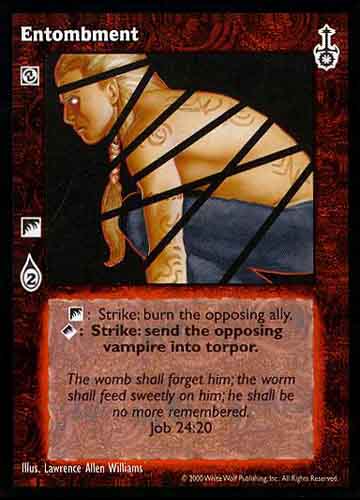 Entombment
2
: Strike: burn the opposing ally.
: Strike: send the opposing
vampire into torpor.
The womb shall forget him; the worm
shall feed sweetly on him; he shall be
no more remembered.
Job 24:20
Illus. Lawrence Allen Williams
© 2000 White Wolf Publishing, Inc. All Rights Reserved.